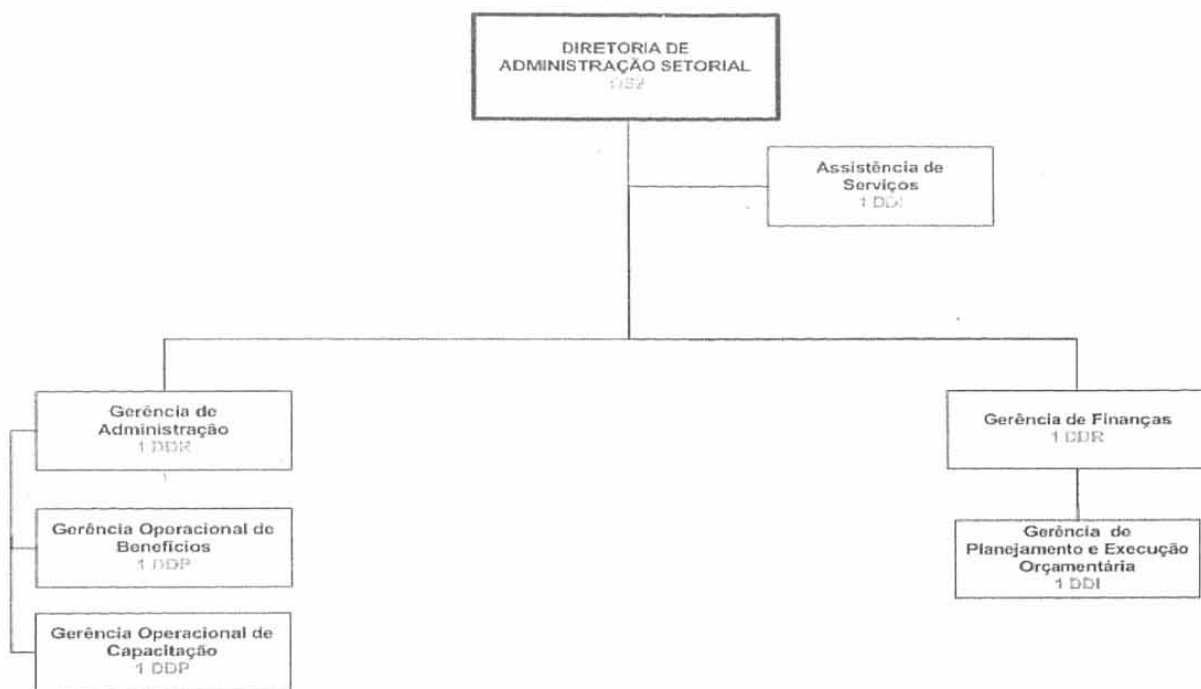 DIRETORIA DE
ADMINISTRAÇÃO SETORIAL
Assistência de
Serviços
1 DDI
Gerência de
Administração
1 DDR
Gerência de Finanças
1 DDR
Gerência Operacional de
Benefícios
1 DDP
Gerência de
Planejamento e Execução
Orçamentária
1 DDI
Gerência Operacional de
Capacitação
1 DDP